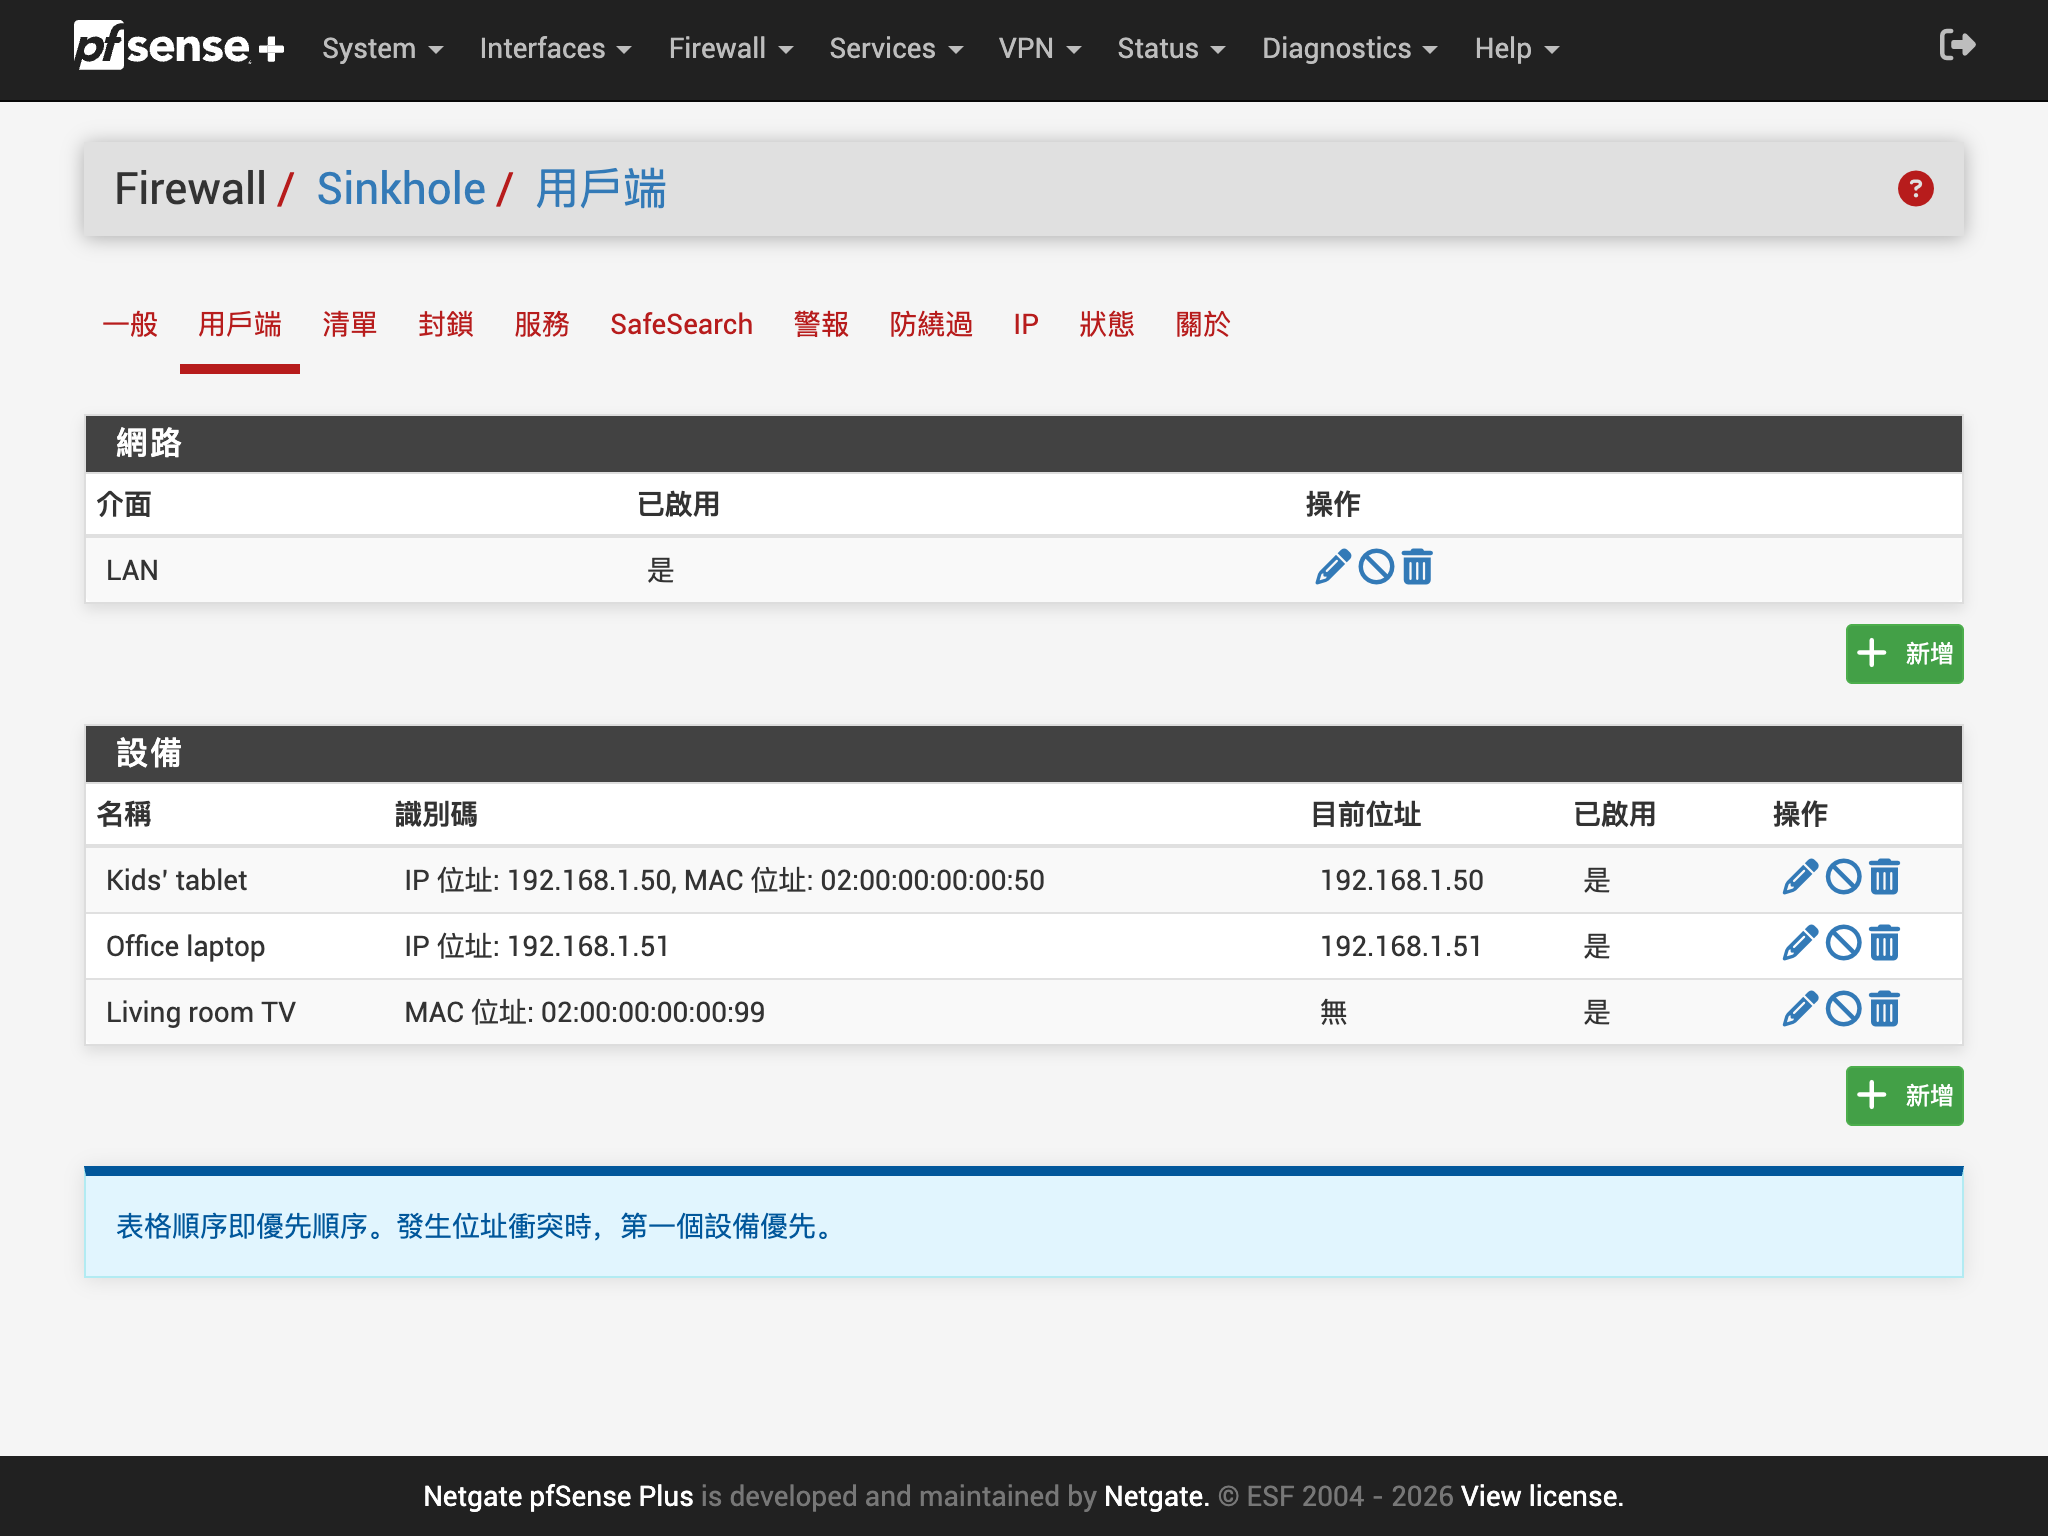 pfsense+ System Interfaces Firewall Services VPN Status Diagnostics Help
Firewall / Sinkhole / 用戶端
一般 用戶端 清單 封鎖 服務 SafeSearch 警報 防繞過 IP 狀態 關於
網路
介面 已啟用 操作
LAN 是
新增
設備
名稱 識別碼 目前位址 已啟用 操作
Kids' tablet IP 位址: 192.168.1.50, MAC 位址: 02:00:00:00:00:50 192.168.1.50 是
Office laptop IP 位址: 192.168.1.51 192.168.1.51 是
Living room TV MAC 位址: 02:00:00:00:00:99 無 是
新增
表格順序即優先順序。發生位址衝突時，第一個設備優先。
Netgate pfSense Plus is developed and maintained by Netgate. © ESF 2004 - 2026 View license.